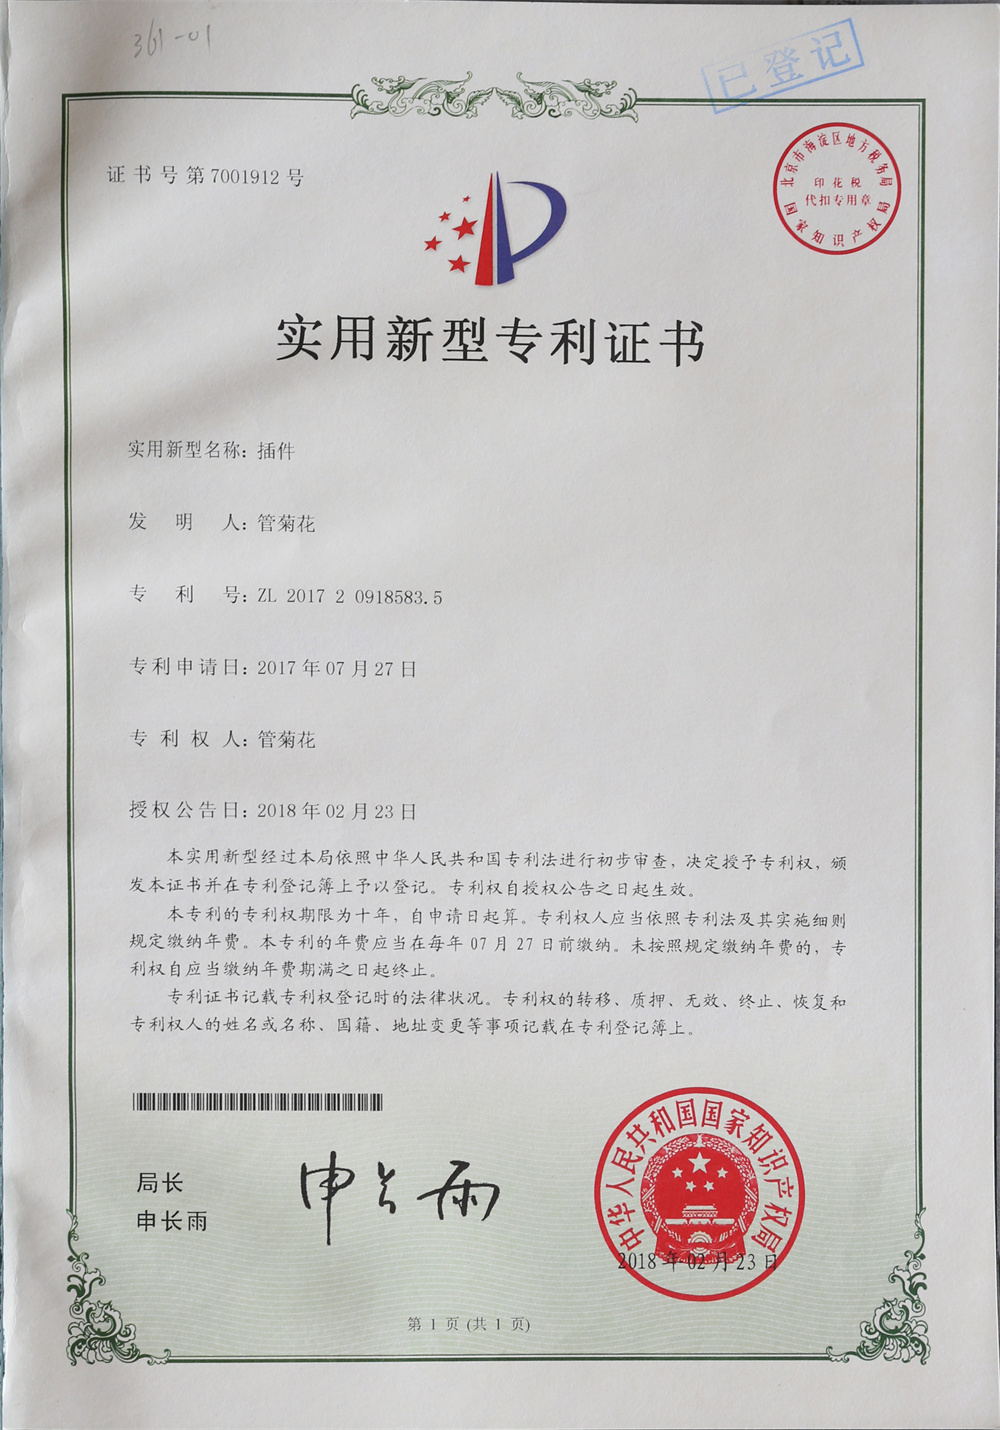 361-01
已登记
证书号第7001912号
北京市海淀区地方税务局
印花税
代扣专用章
国家知识产权局
实用新型专利证书
实用新型名称：插件
发明人：管菊花
专利号：ZL 2017 2 0918583.5
专利申请日：2017年07月27日
专利权人：管菊花
授权公告日：2018年02月23日
本实用新型经过本局依照中华人民共和国专利法进行初步审查，决定授予专利权，颁
发本证书并在专利登记簿上予以登记。专利权自授权公告之日起生效。
本专利的专利权期限为十年，自申请日起算。专利权人应当依照专利法及其实施细则
规定缴纳年费。本专利的年费应当在每年07月27日前缴纳。未按照规定缴纳年费的，专
利权自应当缴纳年费期满之日起终止。
专利证书记载专利权登记时的法律状况。专利权的转移、质押、无效、终止、恢复和
专利权人的姓名或名称、国籍、地址变更等事项记载在专利登记簿上。
局长
申长雨
申长雨
中华人民共和国国家知识产权局
2018年02月23日
第1页(共1页)